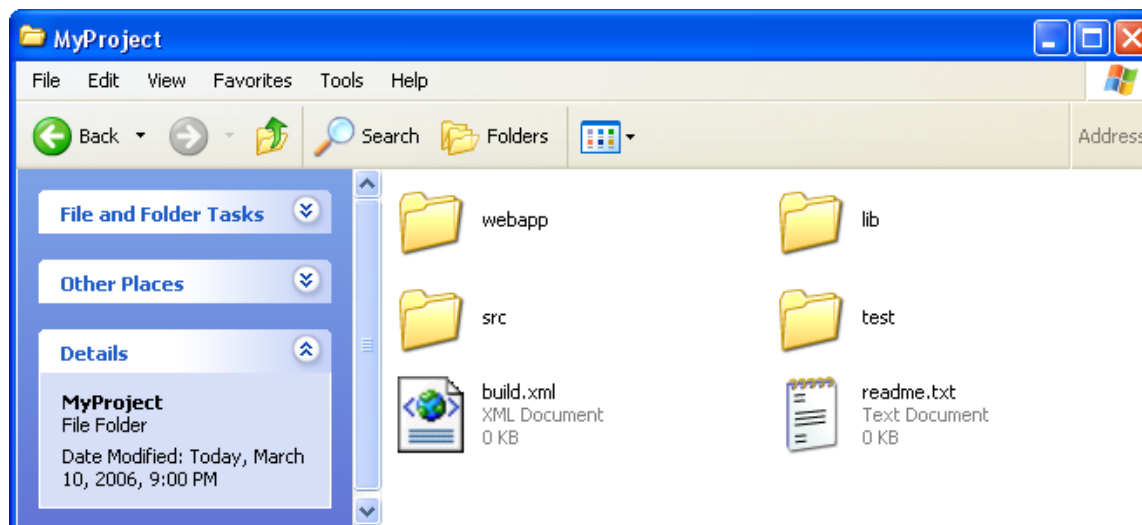 MyProject
File Edit View Favorites Tools Help
Back Search Folders Address
File and Folder Tasks
Other Places
Details
MyProject
File Folder
Date Modified: Today, March
10, 2006, 9:00 PM
webapp
lib
src
test
build.xml
XML Document
0 KB
readme.txt
Text Document
0 KB